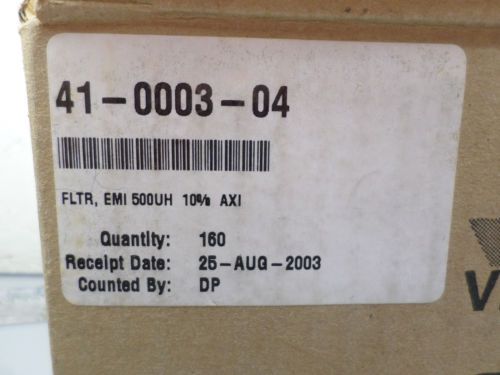 41-0003-04
FLTR, EMI 500UH 10% AXI
Quantity: 160
Receipt Date: 25-AUG-2003
Counted By: DP
V